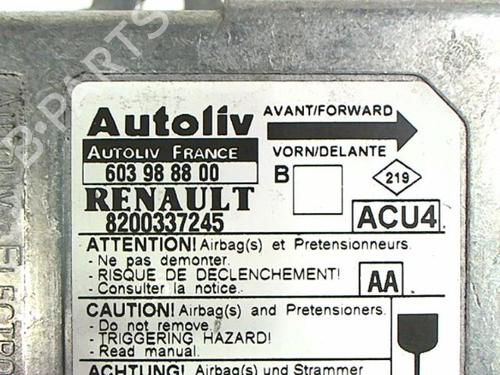 Autoliv
AVANT/FORWARD
AUTOLIV FRANCE
VORN/DELANTE
603 98 88 00
B
219
RENAULT
8200337245
ACU4
ATTENTION! Airbag(s) et Pretensionneurs.
- Ne pas demonter.
- RISQUE DE DECLENCHEMENT!
- Consulter la notice.
AA
CAUTION! Airbag(s) and Pretensioners.
- Do not remove.
- TRIGGERING HAZARD!
- Read manual.
ACHTUNG! Airbag(s) und Strammer
B-PARTS